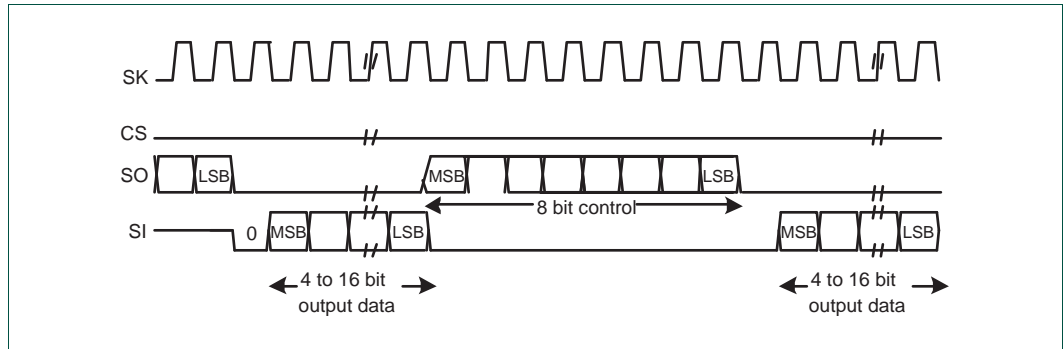 SK
CS
SO
LSB
MSB
LSB
8 bit control
SI
0
MSB
LSB
MSB
LSB
4 to 16 bit
output data
4 to 16 bit
output data